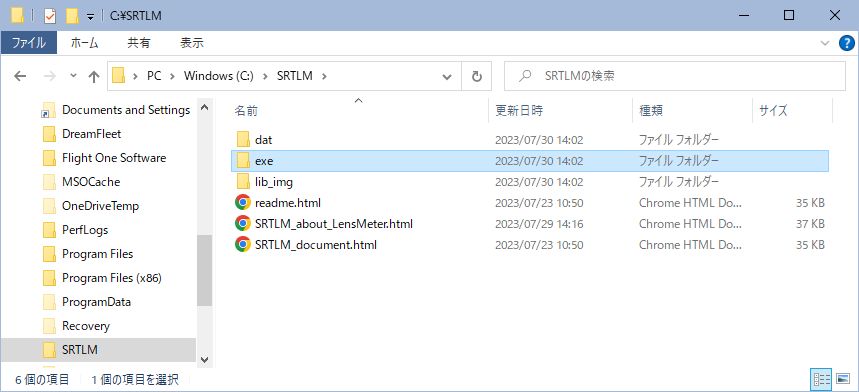 C:¥SRTLM
ファイル ホーム 共有 表示
PC > Windows (C:) > SRTLM > SRTLMの検索
名前 更新日時 種類 サイズ
Documents and Settings
DreamFleet
Flight One Software
MSOCache
OneDriveTemp
PerfLogs
Program Files
Program Files (x86)
ProgramData
Recovery
SRTLM
dat 2023/07/30 14:02 ファイル フォルダー
exe 2023/07/30 14:02 ファイル フォルダー
lib_img 2023/07/30 14:02 ファイル フォルダー
readme.html 2023/07/23 10:50 Chrome HTML Do... 35 KB
SRTLM_about_LensMeter.html 2023/07/29 14:16 Chrome HTML Do... 37 KB
SRTLM_document.html 2023/07/23 10:50 Chrome HTML Do... 35 KB
6 個の項目 1 個の項目を選択